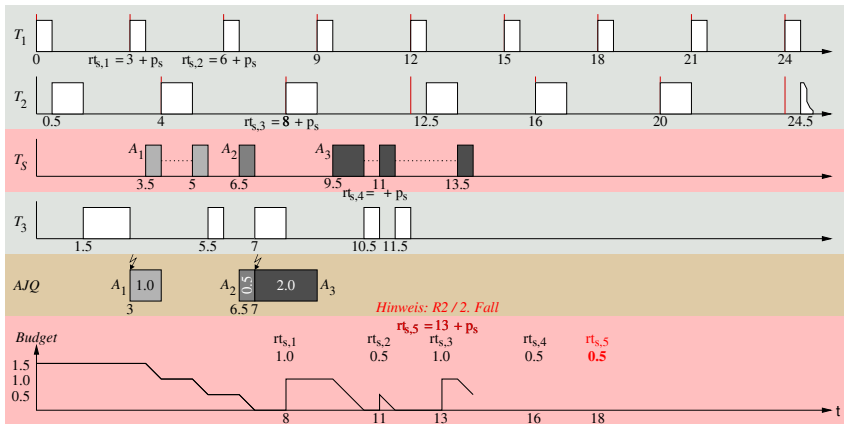 T1
0 3 6 9 12 15 18 21 24
rts,1 = 3 + ps rts,2 = 6 + ps
T2
0.5 4 8 12.5 16 20 24.5
rts,3 = 8 + ps
TS A1 A2 A3
3.5 5 6.5 9.5 11 13.5
rts,4 = + ps
T3
1.5 5.5 7 10.5 11.5
AJQ A1 1.0 A2 0.5 2.0 A3
3 6.5 7
Hinweis: R2 / 2. Fall
rts,5 = 13 + ps
Budget rts,1 rts,2 rts,3 rts,4 rts,5
1.0 0.5 1.0 0.5 0.5
1.5
1.0
0.5
8 11 13 16 18 t